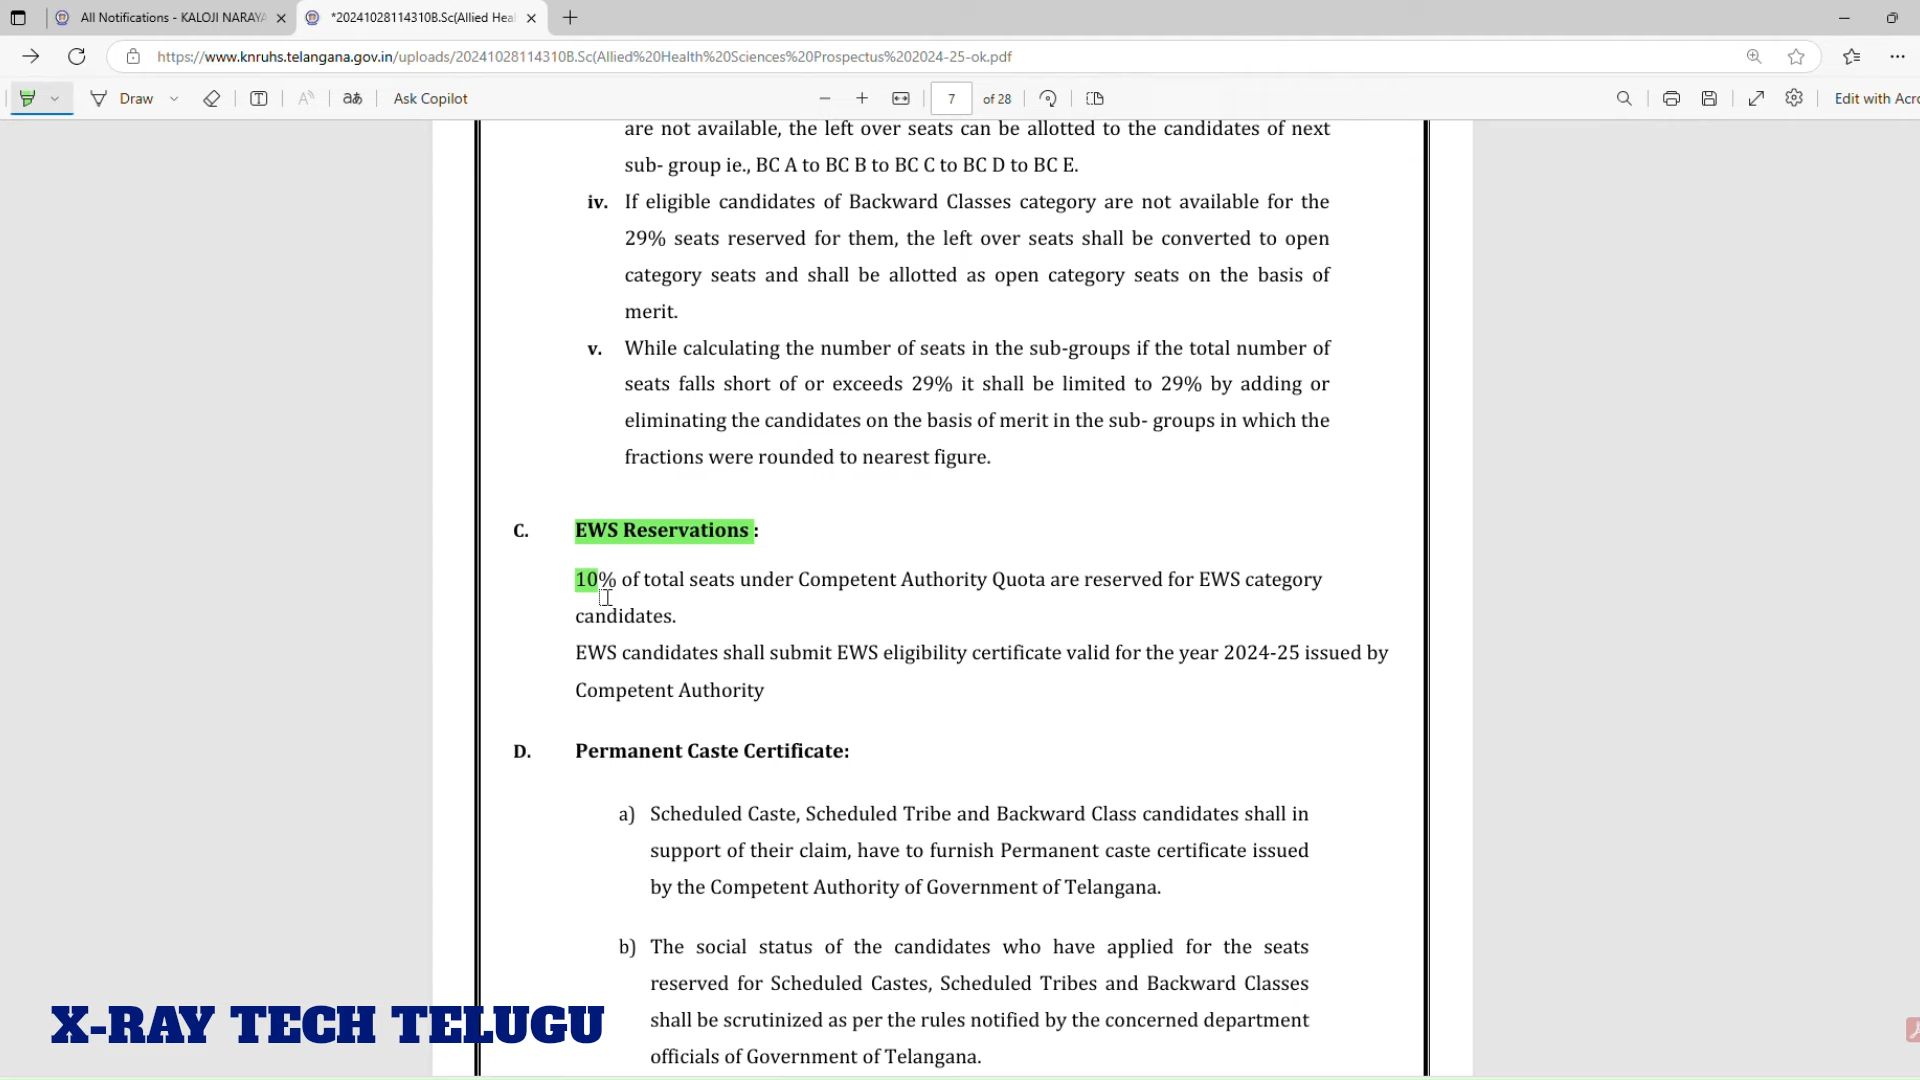 All Notifications - KALOJI NARAYA
*20241028114310B.Sc(Allied Hea
https://www.knruhs.telangana.gov.in/uploads/20241028114310B.Sc(Allied%20Health%20Sciences%20Prospectus%202024-25-ok.pdf
Draw
Ask Copilot
7 of 28
Edit with Acro
are not available, the left over seats can be allotted to the candidates of next
sub- group ie., BC A to BC B to BC C to BC D to BC E.
iv. If eligible candidates of Backward Classes category are not available for the
29% seats reserved for them, the left over seats shall be converted to open
category seats and shall be allotted as open category seats on the basis of
merit.
v. While calculating the number of seats in the sub-groups if the total number of
seats falls short of or exceeds 29% it shall be limited to 29% by adding or
eliminating the candidates on the basis of merit in the sub- groups in which the
fractions were rounded to nearest figure.
C. EWS Reservations :
10% of total seats under Competent Authority Quota are reserved for EWS category
candidates.
EWS candidates shall submit EWS eligibility certificate valid for the year 2024-25 issued by
Competent Authority
D. Permanent Caste Certificate:
a) Scheduled Caste, Scheduled Tribe and Backward Class candidates shall in
support of their claim, have to furnish Permanent caste certificate issued
by the Competent Authority of Government of Telangana.
b) The social status of the candidates who have applied for the seats
reserved for Scheduled Castes, Scheduled Tribes and Backward Classes
shall be scrutinized as per the rules notified by the concerned department
officials of Government of Telangana.
X-RAY TECH TELUGU